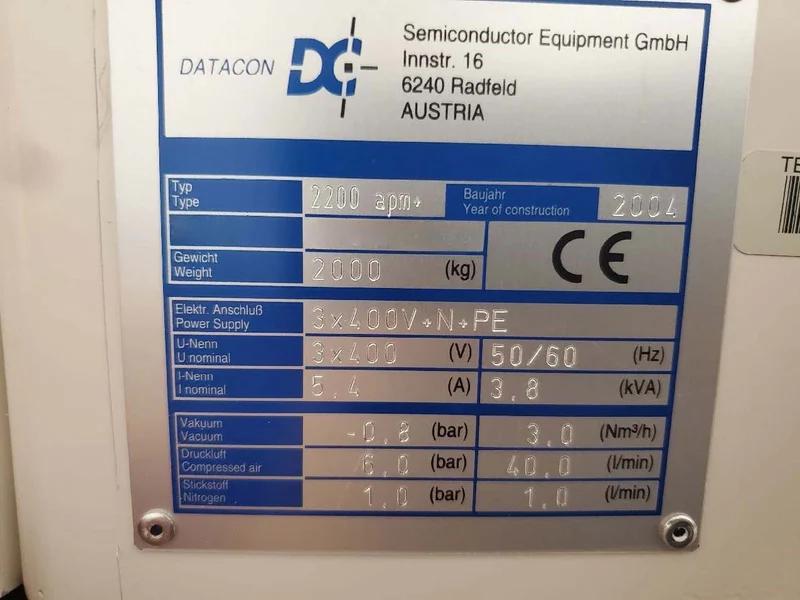 DATACON
DC
Semiconductor Equipment GmbH
Innstr. 16
6240 Radfeld
AUSTRIA
Typ
Type
2200 apm+
Baujahr
Year of construction
2004
CE
Gewicht
Weight
2000 (kg)
Elektr. Anschluß
Power Supply
3x400V+N+PE
U-Nenn
U nominal
3x400 (V) 50/60 (Hz)
I-Nenn
I nominal
5,4 (A) 3,8 (kVA)
Vakuum
Vacuum
-0,8 (bar) 3,0 (Nm³/h)
Druckluft
Compressed air
6,0 (bar) 40,0 (l/min)
Stickstoff
Nitrogen
1,0 (bar) 1,0 (l/min)
TE